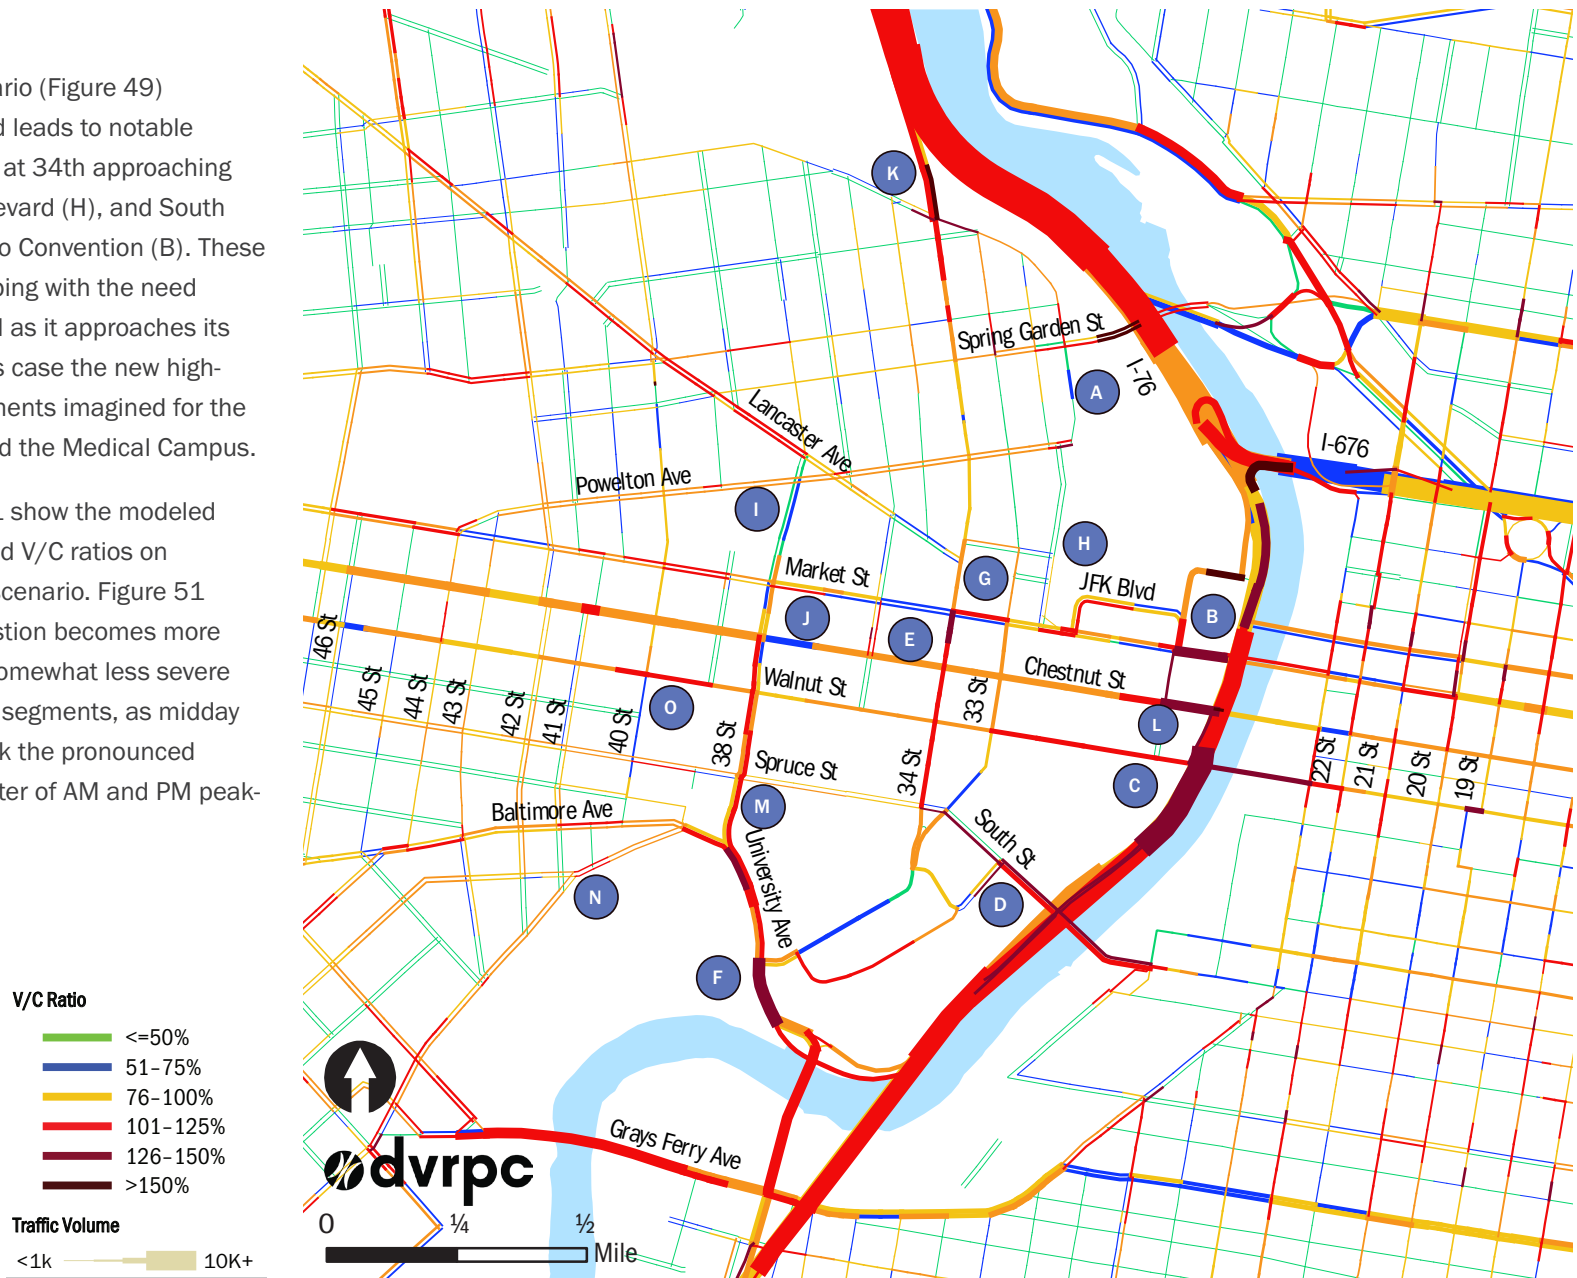 ario (Figure 49)
d leads to notable
at 34th approaching
evard (H), and South
o Convention (B). These
ping with the need
d as it approaches its
s case the new high-
ments imagined for the
d the Medical Campus.
1 show the modeled
d V/C ratios on
scenario. Figure 51
stion becomes more
omewhat less severe
segments, as midday
k the pronounced
ter of AM and PM peak-
V/C Ratio
<=50%
51–75%
76–100%
101–125%
126–150%
>150%
Traffic Volume
<1k 10K+
K
Spring Garden St
A
I-76
Lancaster Ave
I-676
Powelton Ave
I
H
Market St
G
JFK Blvd
J
B
E
46 St
Chestnut St
Walnut St
45 St
44 St
43 St
42 St
41 St
40 St
O
38 St
33 St
L
Spruce St
34 St
C
22 St
21 St
20 St
19 St
Baltimore Ave
M
South St
University Ave
N
D
F
Grays Ferry Ave
dvrpc
0 ¼ ½
Mile